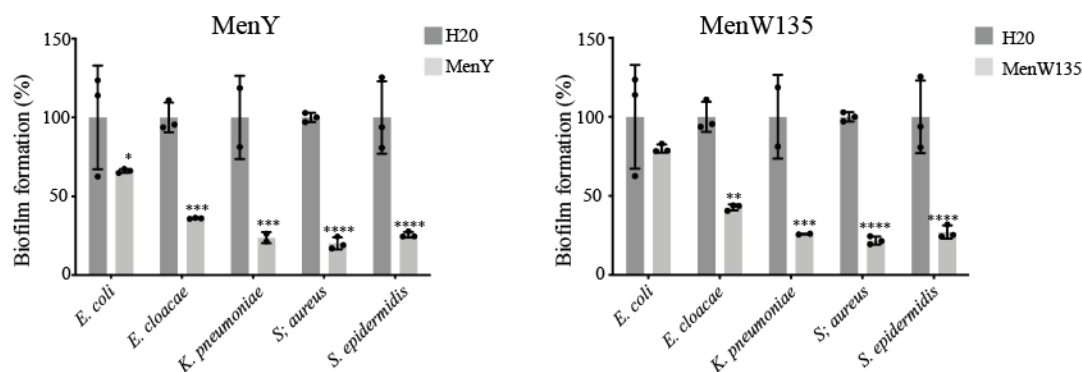 MenY
150
100
50
0
Biofilm formation (%)
H20
MenY
*
***
***
****
****
E. coli
E. cloacae
K. pneumoniae
S; aureus
S. epidermidis
MenW135
150
100
50
0
Biofilm formation (%)
H20
MenW135
**
***
****
****
E. coli
E. cloacae
K. pneumoniae
S; aureus
S. epidermidis